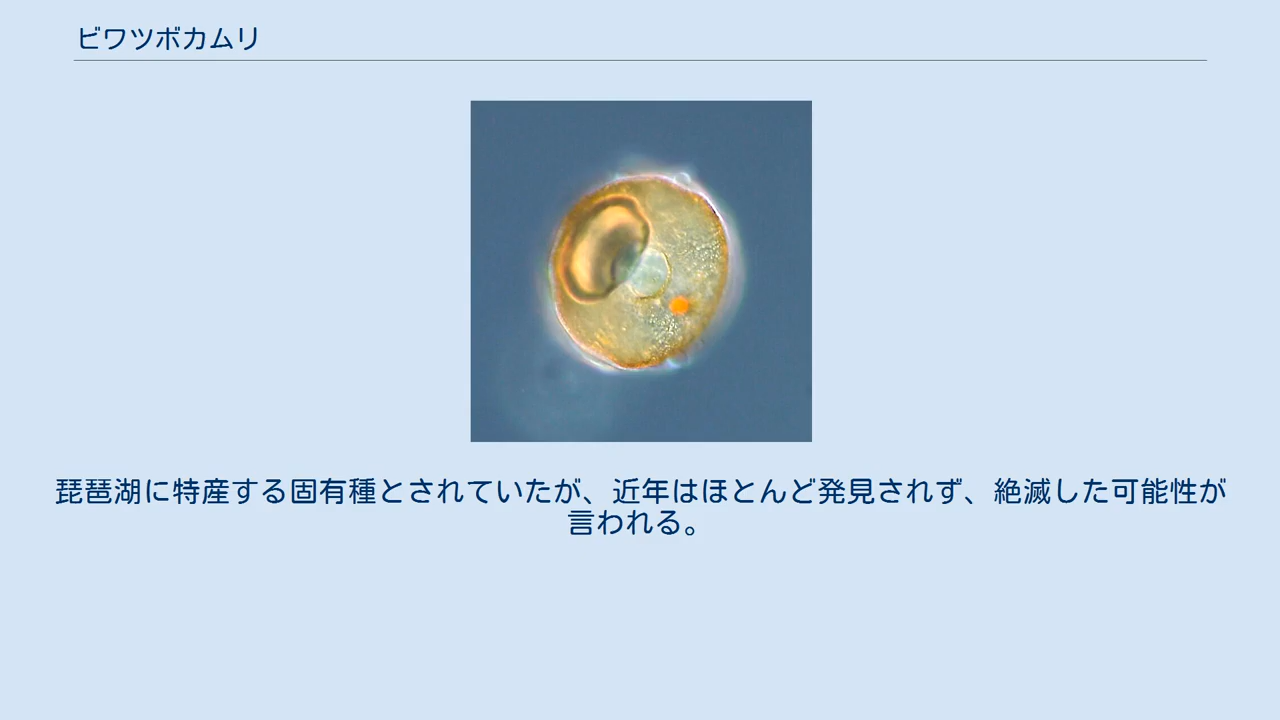 ビワツボカムリ
琵琶湖に特産する固有種とされていたが、近年はほとんど発見されず、絶滅した可能性が
言われる。